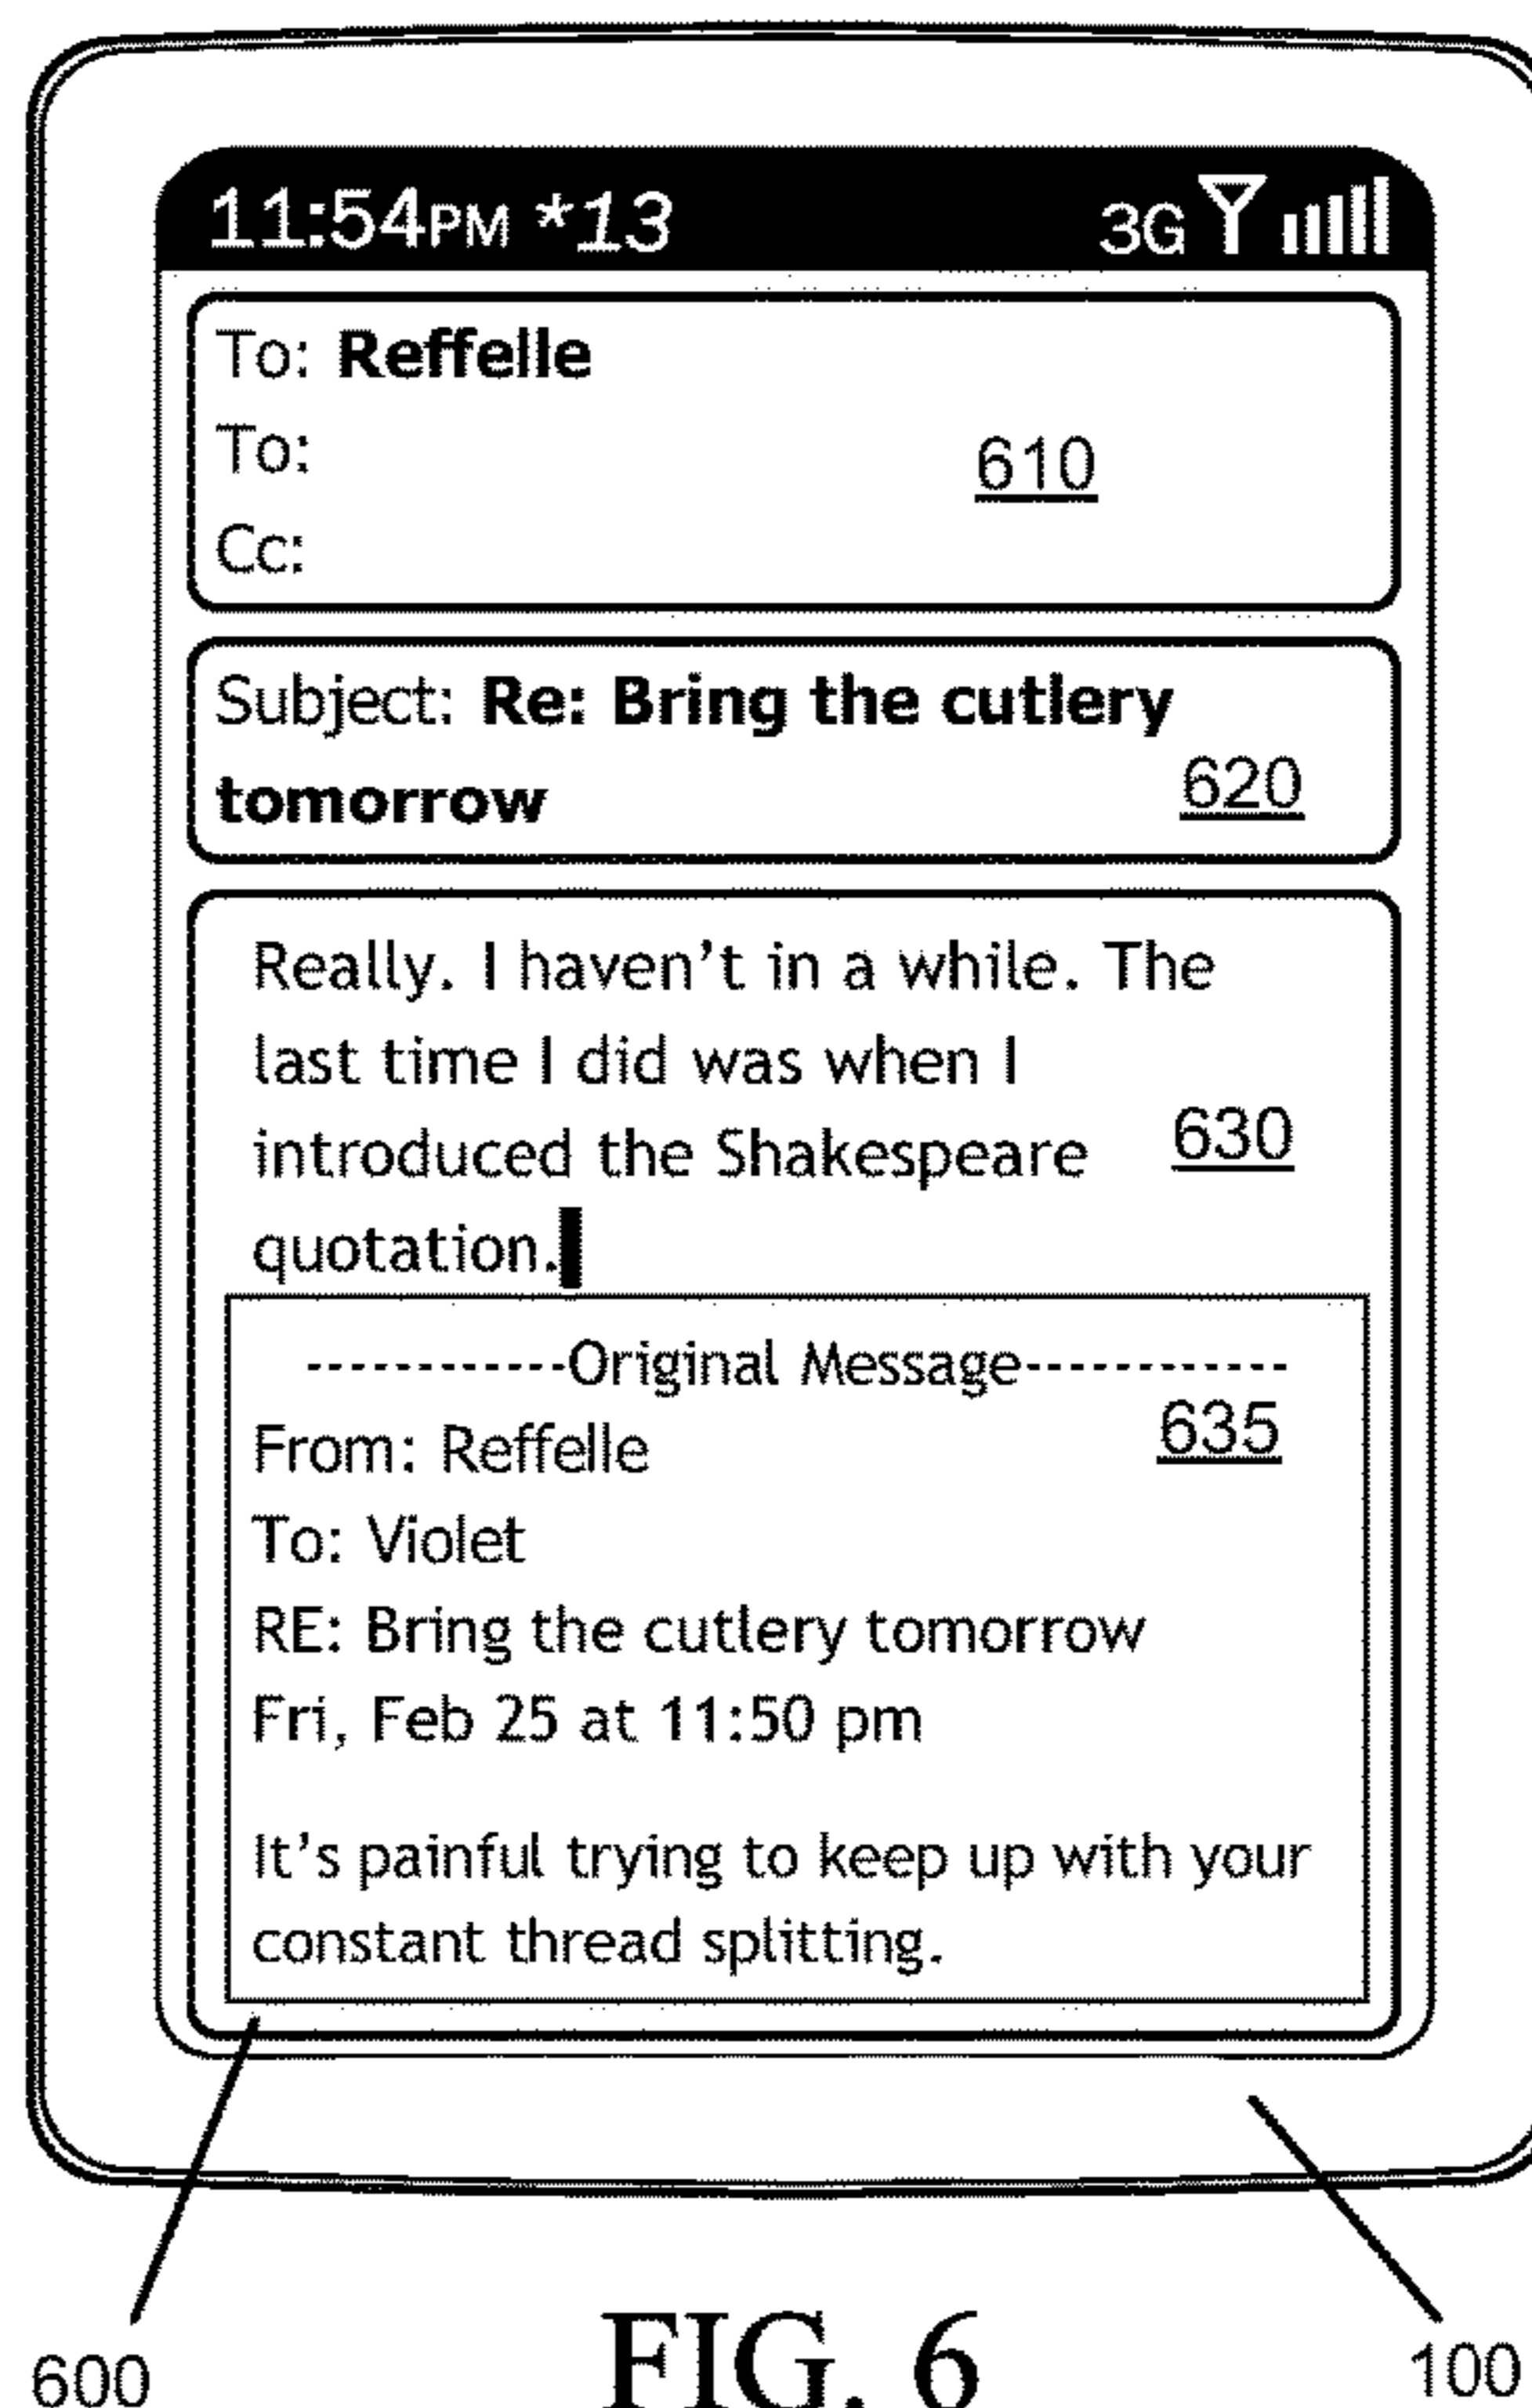 11:54PM *13 3G
To: Reffelle
To:
610
Cc:
Subject: Re: Bring the cutlery
tomorrow
620
Really. I haven't in a while. The
last time I did was when I
introduced the Shakespeare
630
quotation.
------------Original Message------------
From: Reffelle
635
To: Violet
RE: Bring the cutlery tomorrow
Fri, Feb 25 at 11:50 pm
It's painful trying to keep up with your
constant thread splitting.
600
FIG. 6
100